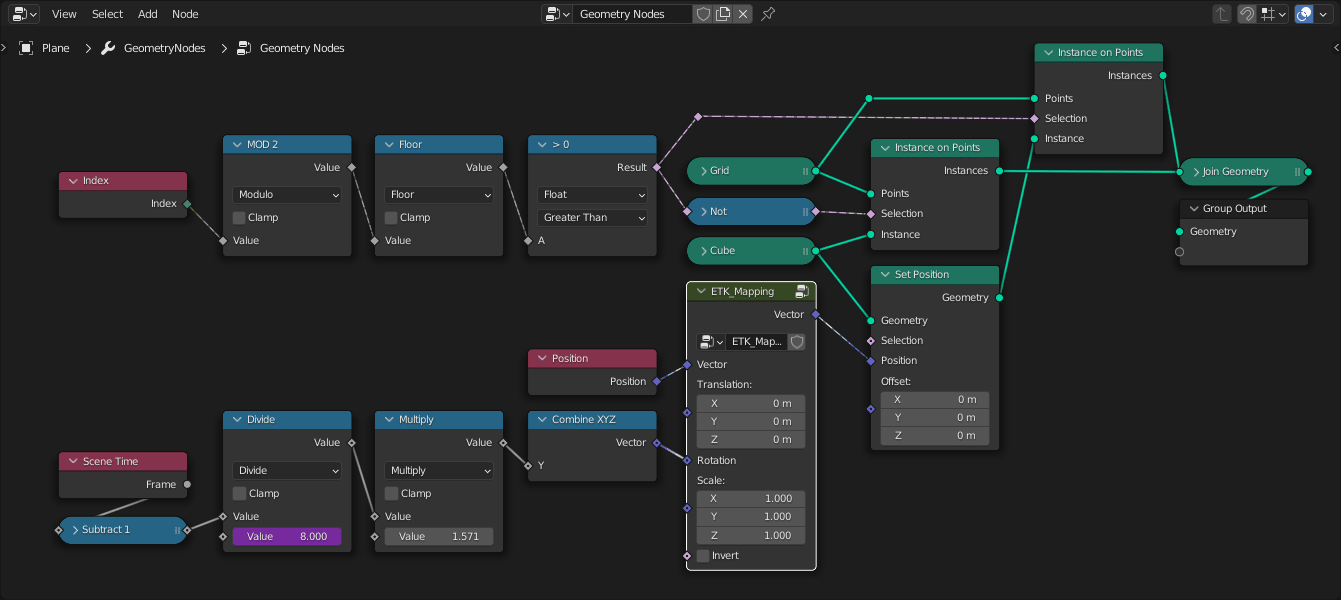 View Select Add Node
Geometry Nodes
Plane GeometryNodes Geometry Nodes
Index
Index
MOD 2
Value
Modulo
Clamp
Value
Floor
Value
Floor
Clamp
Value
> 0
Result
Float
Greater Than
A
Grid
Not
Cube
Instance on Points
Instances
Points
Selection
Instance
Instance on Points
Instances
Points
Selection
Instance
Join Geometry
Group Output
Geometry
Set Position
Geometry
Geometry
Selection
Position
Offset:
X 0 m
Y 0 m
Z 0 m
ETK_Mapping
Vector
ETK_Map...
Vector
Translation:
X 0 m
Y 0 m
Z 0 m
Rotation
Scale:
X 1.000
Y 1.000
Z 1.000
Invert
Position
Position
Combine XYZ
Vector
Y
Multiply
Value
Multiply
Clamp
Value
Value 1.571
Divide
Value
Divide
Clamp
Value
Value 8.000
Scene Time
Frame
Subtract 1